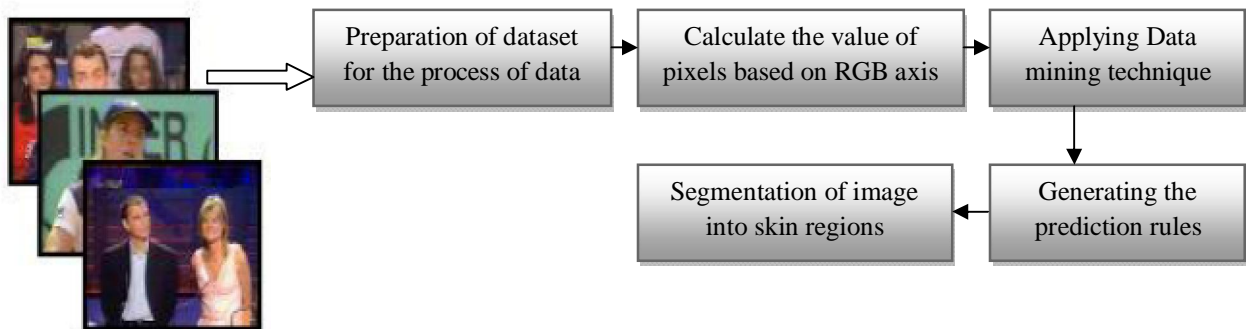 Preparation of dataset
for the process of data
Calculate the value of
pixels based on RGB axis
Applying Data
mining technique
Generating the
prediction rules
Segmentation of image
into skin regions